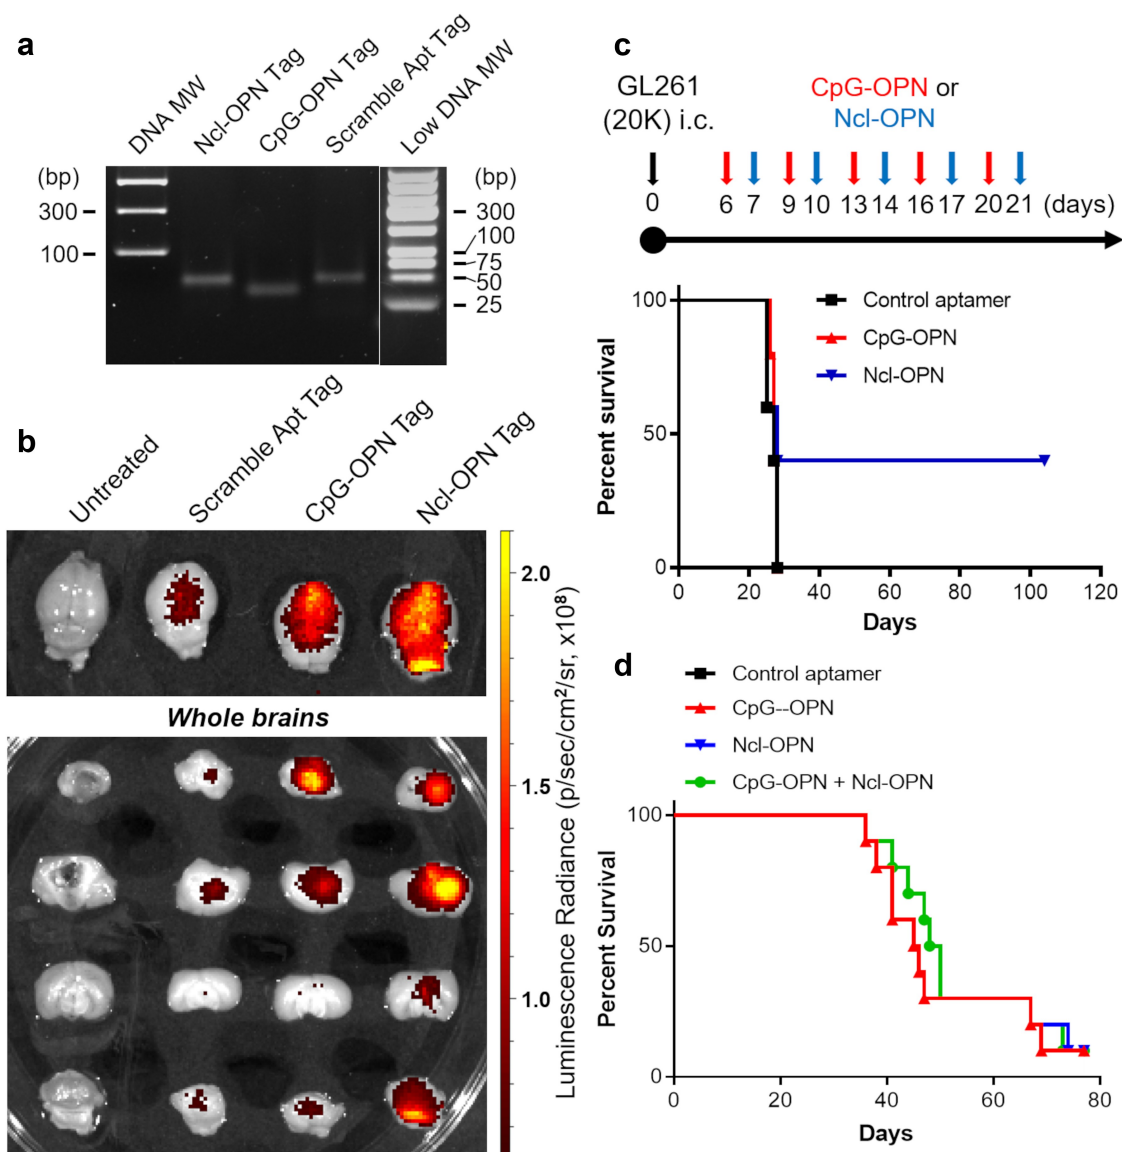 a
DNA MW
Ncl-OPN Tag
CpG-OPN Tag
Scramble Apt Tag
Low DNA MW
(bp)
300
100
(bp)
300
100
75
50
25
b
Untreated
Scramble Apt Tag
CpG-OPN Tag
Ncl-OPN Tag
Whole brains
2.0
1.5
1.0
Luminescence Radiance (p/sec/cm²/sr, x10⁸)
c
GL261
(20K) i.c.
CpG-OPN or
Ncl-OPN
0 6 7 9 10 13 14 16 17 20 21 (days)
Control aptamer
CpG-OPN
Ncl-OPN
Percent survival
100
50
0
0 20 40 60 80 100 120
Days
d
Control aptamer
CpG--OPN
Ncl-OPN
CpG-OPN + Ncl-OPN
Percent Survival
100
50
0
0 20 40 60 80
Days